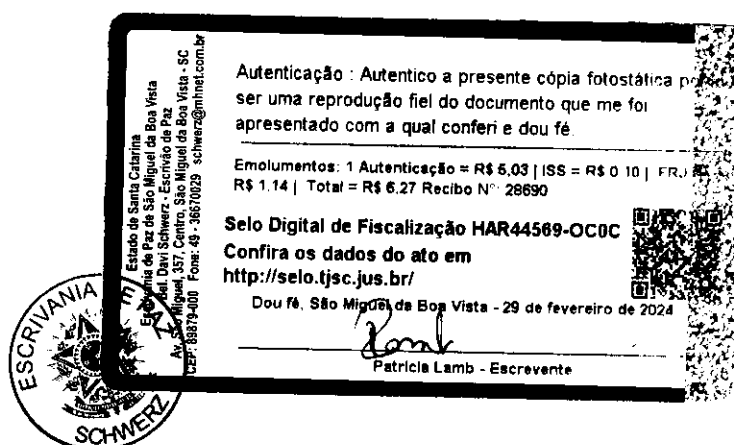 Estado de Santa Catarina
Escrivania de Paz de São Miguel da Boa Vista
Bel. Davi Schwerz - Escrivão de Paz
Av. São Miguel, 357, Centro, São Miguel da Boa Vista - SC
CEP: 89879-000 Fone: 49 - 36670029 schwerz@mhnet.com.br
Autenticação : Autentico a presente cópia fotostática
ser uma reprodução fiel do documento que me foi
apresentado com a qual conferi e dou fé
Emolumentos: 1 Autenticação = R$ 5,03 | ISS = R$ 0 10 | FRJ
R$ 1,14 | Total = R$ 6,27 Recibo Nº 28690
Selo Digital de Fiscalização HAR44569-OC0C
Confira os dados do ato em
http://selo.tjsc.jus.br/
Dou fé, São Miguel da Boa Vista - 29 de fevereiro de 2024
Lamb
Patricia Lamb - Escrevente
ESCRIVANIA PAZ
SCHWERZ